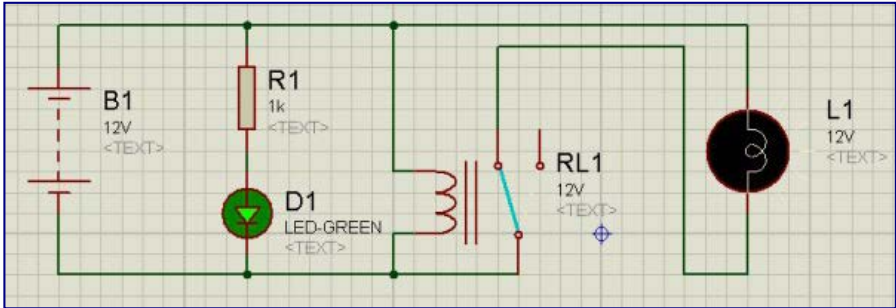 B1
12V
<TEXT>
R1
1k
<TEXT>
D1
LED-GREEN
<TEXT>
RL1
12V
<TEXT>
L1
12V
<TEXT>